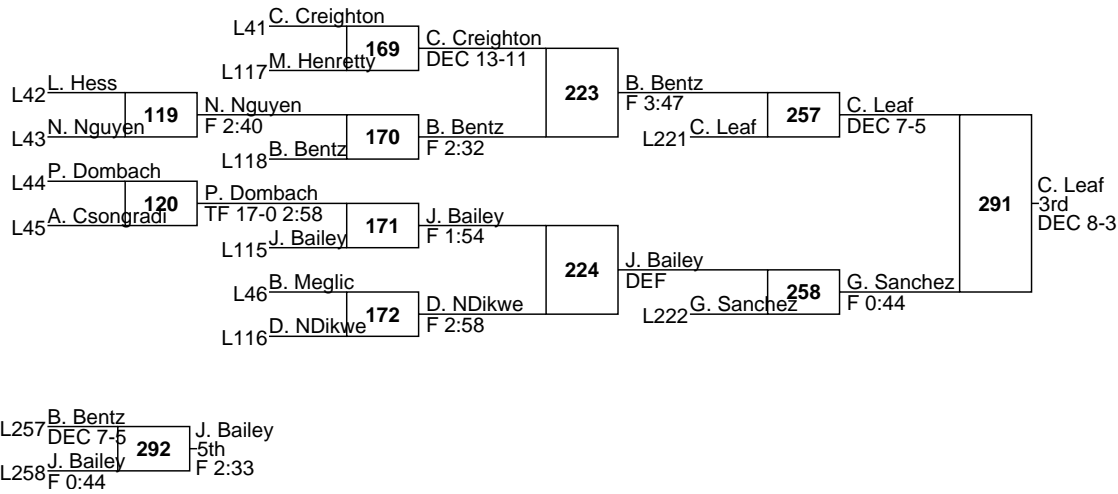 L41 C. Creighton
169
L117 M. Henretty
C. Creighton
DEC 13-11
L42 L. Hess
119
L43 N. Nguyen
N. Nguyen
F 2:40
170
L118 B. Bentz
B. Bentz
F 2:32
223
B. Bentz
F 3:47
L221 C. Leaf
257
C. Leaf
DEC 7-5
L44 P. Dombach
120
L45 A. Csongradi
P. Dombach
TF 17-0 2:58
171
L115 J. Bailey
J. Bailey
F 1:54
L46 B. Meglic
172
L116 D. NDikwe
D. NDikwe
F 2:58
224
J. Bailey
DEF
L222 G. Sanchez
258
G. Sanchez
F 0:44
291
C. Leaf
3rd
DEC 8-3
L257 B. Bentz
DEC 7-5
292
L258 J. Bailey
F 0:44
J. Bailey
5th
F 2:33